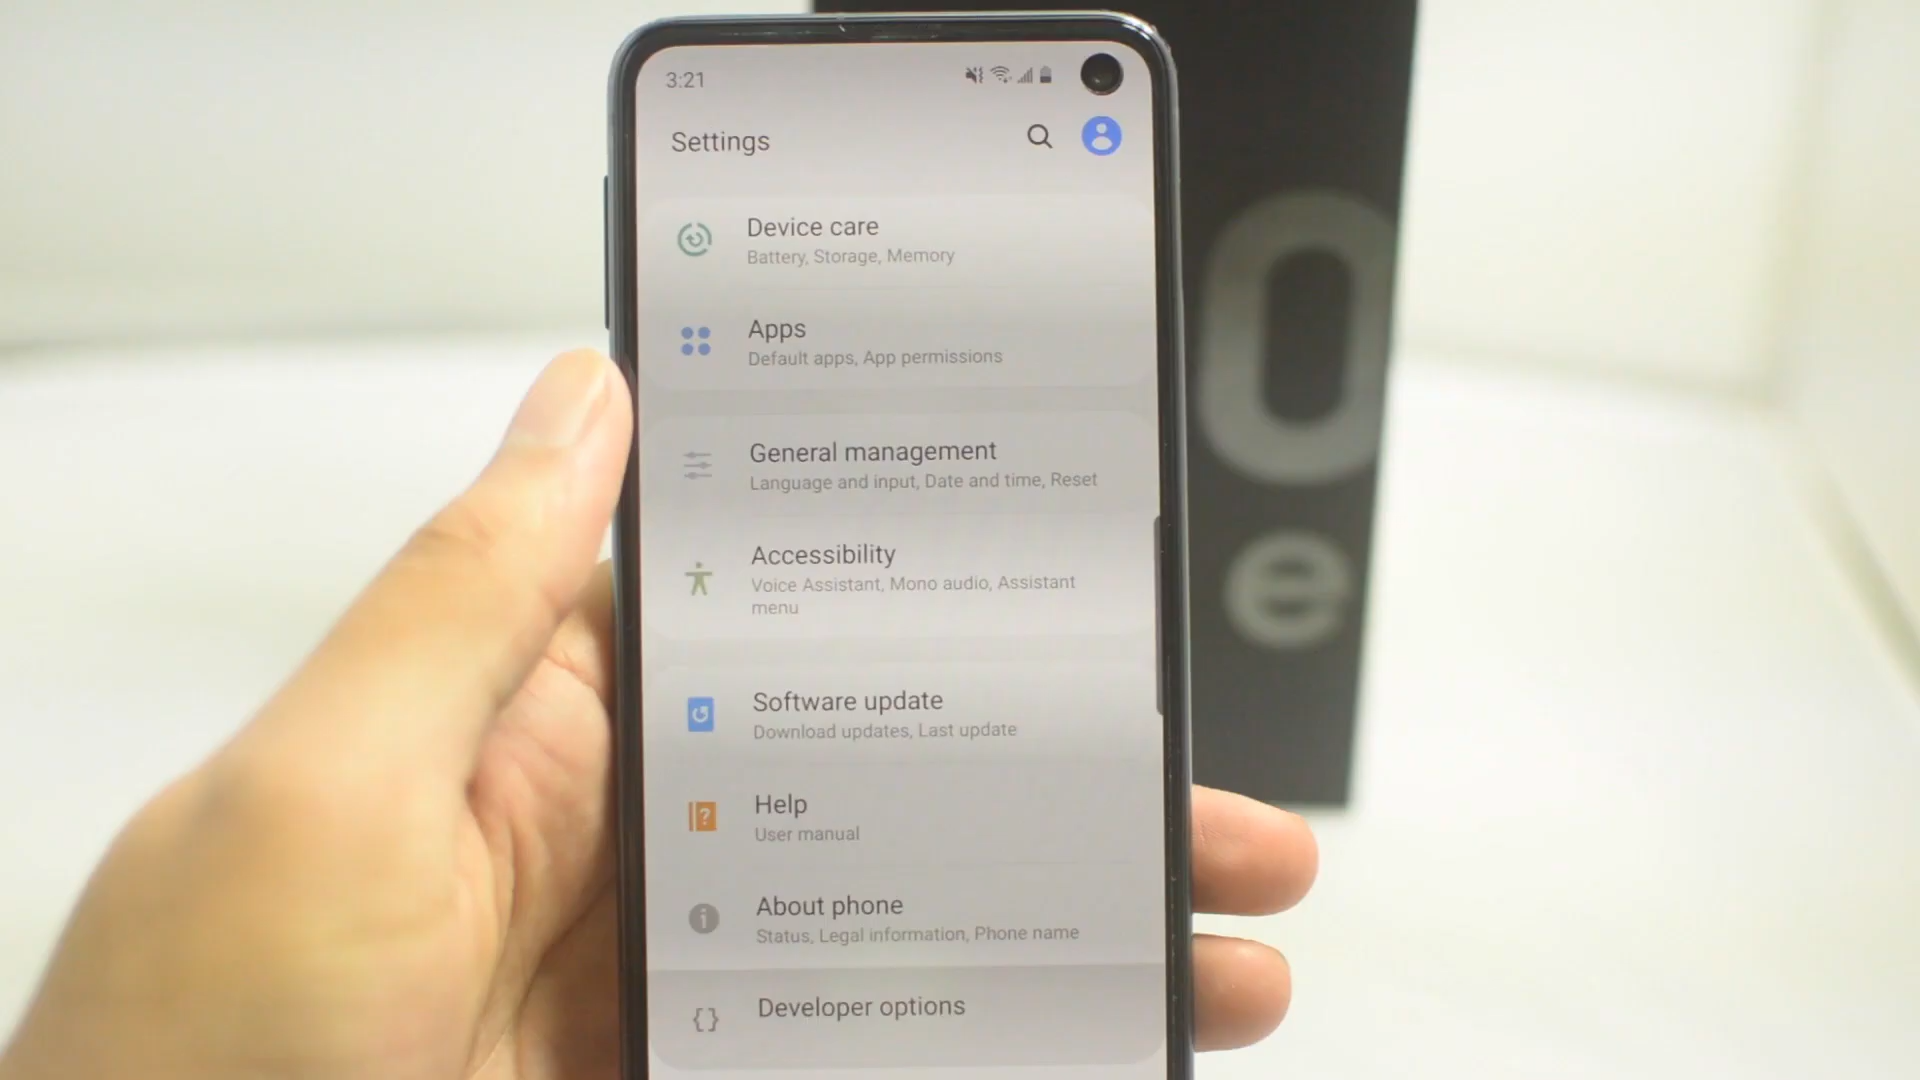 3:21
Settings
Device care
Battery, Storage, Memory
Apps
Default apps, App permissions
General management
Language and input, Date and time, Reset
Accessibility
Voice Assistant, Mono audio, Assistant
menu
Software update
Download updates, Last update
Help
User manual
About phone
Status, Legal information, Phone name
Developer options
0
e